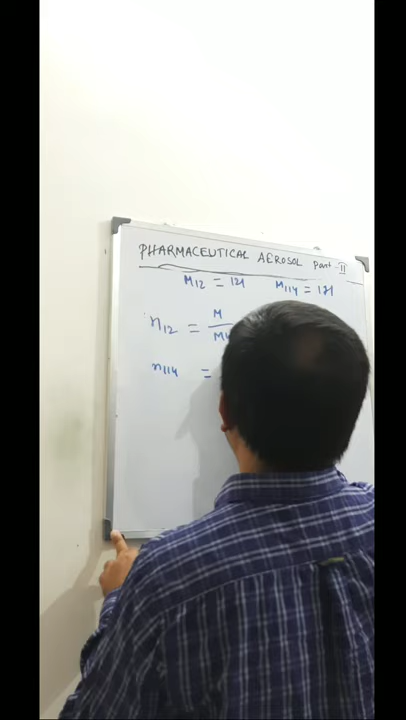 PHARMACEUTICAL AEROSOL Part-II
M12 = 121 M114 = 171
n12 = M
n114 =